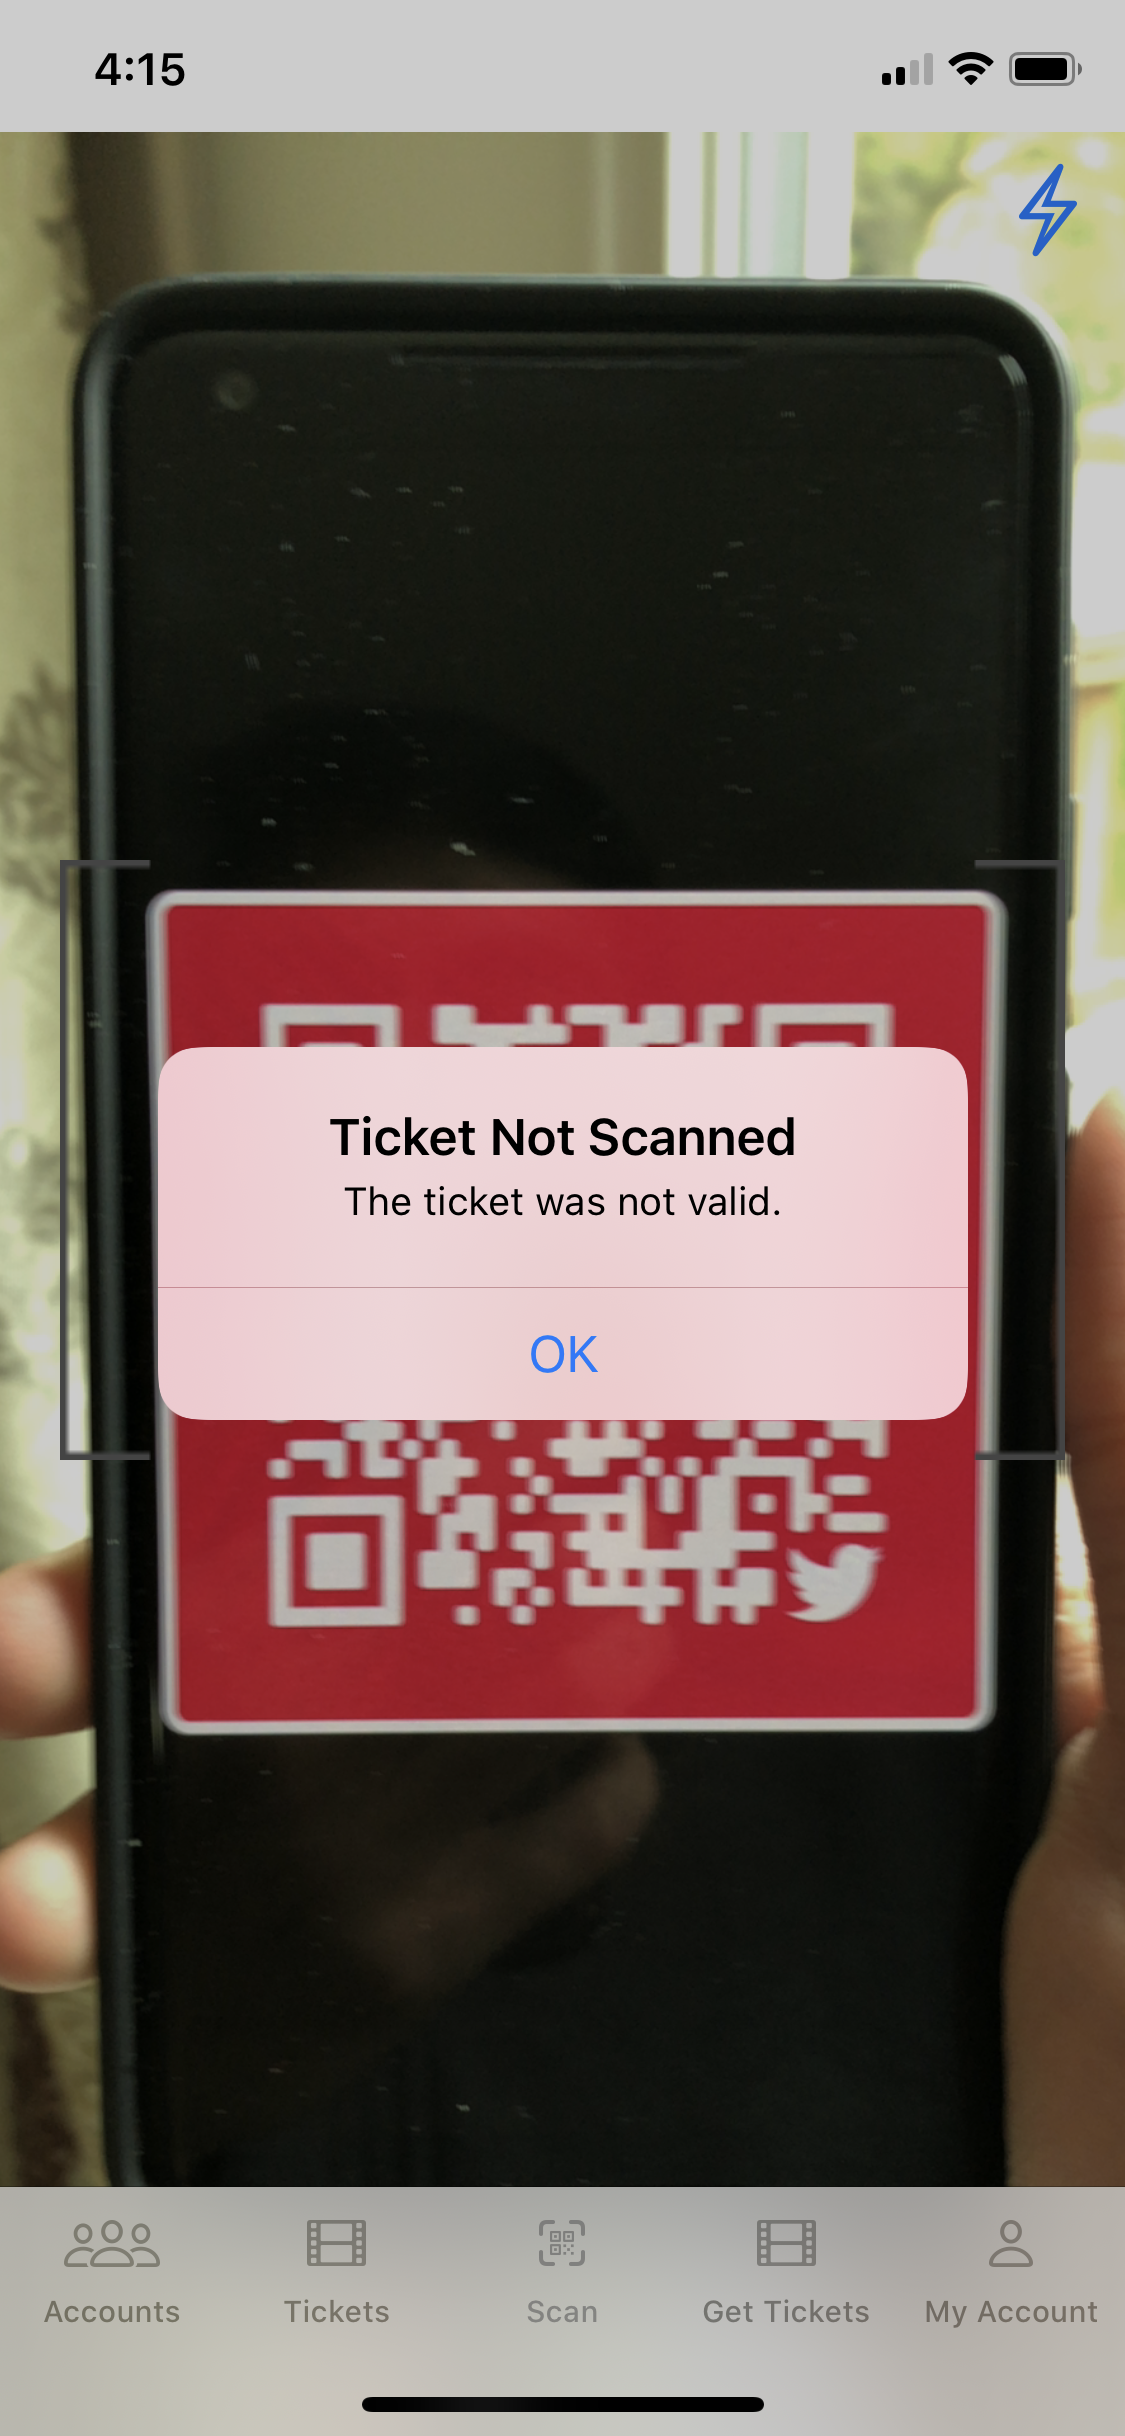 4:15
Ticket Not Scanned
The ticket was not valid.
OK
Accounts
Tickets
Scan
Get Tickets
My Account